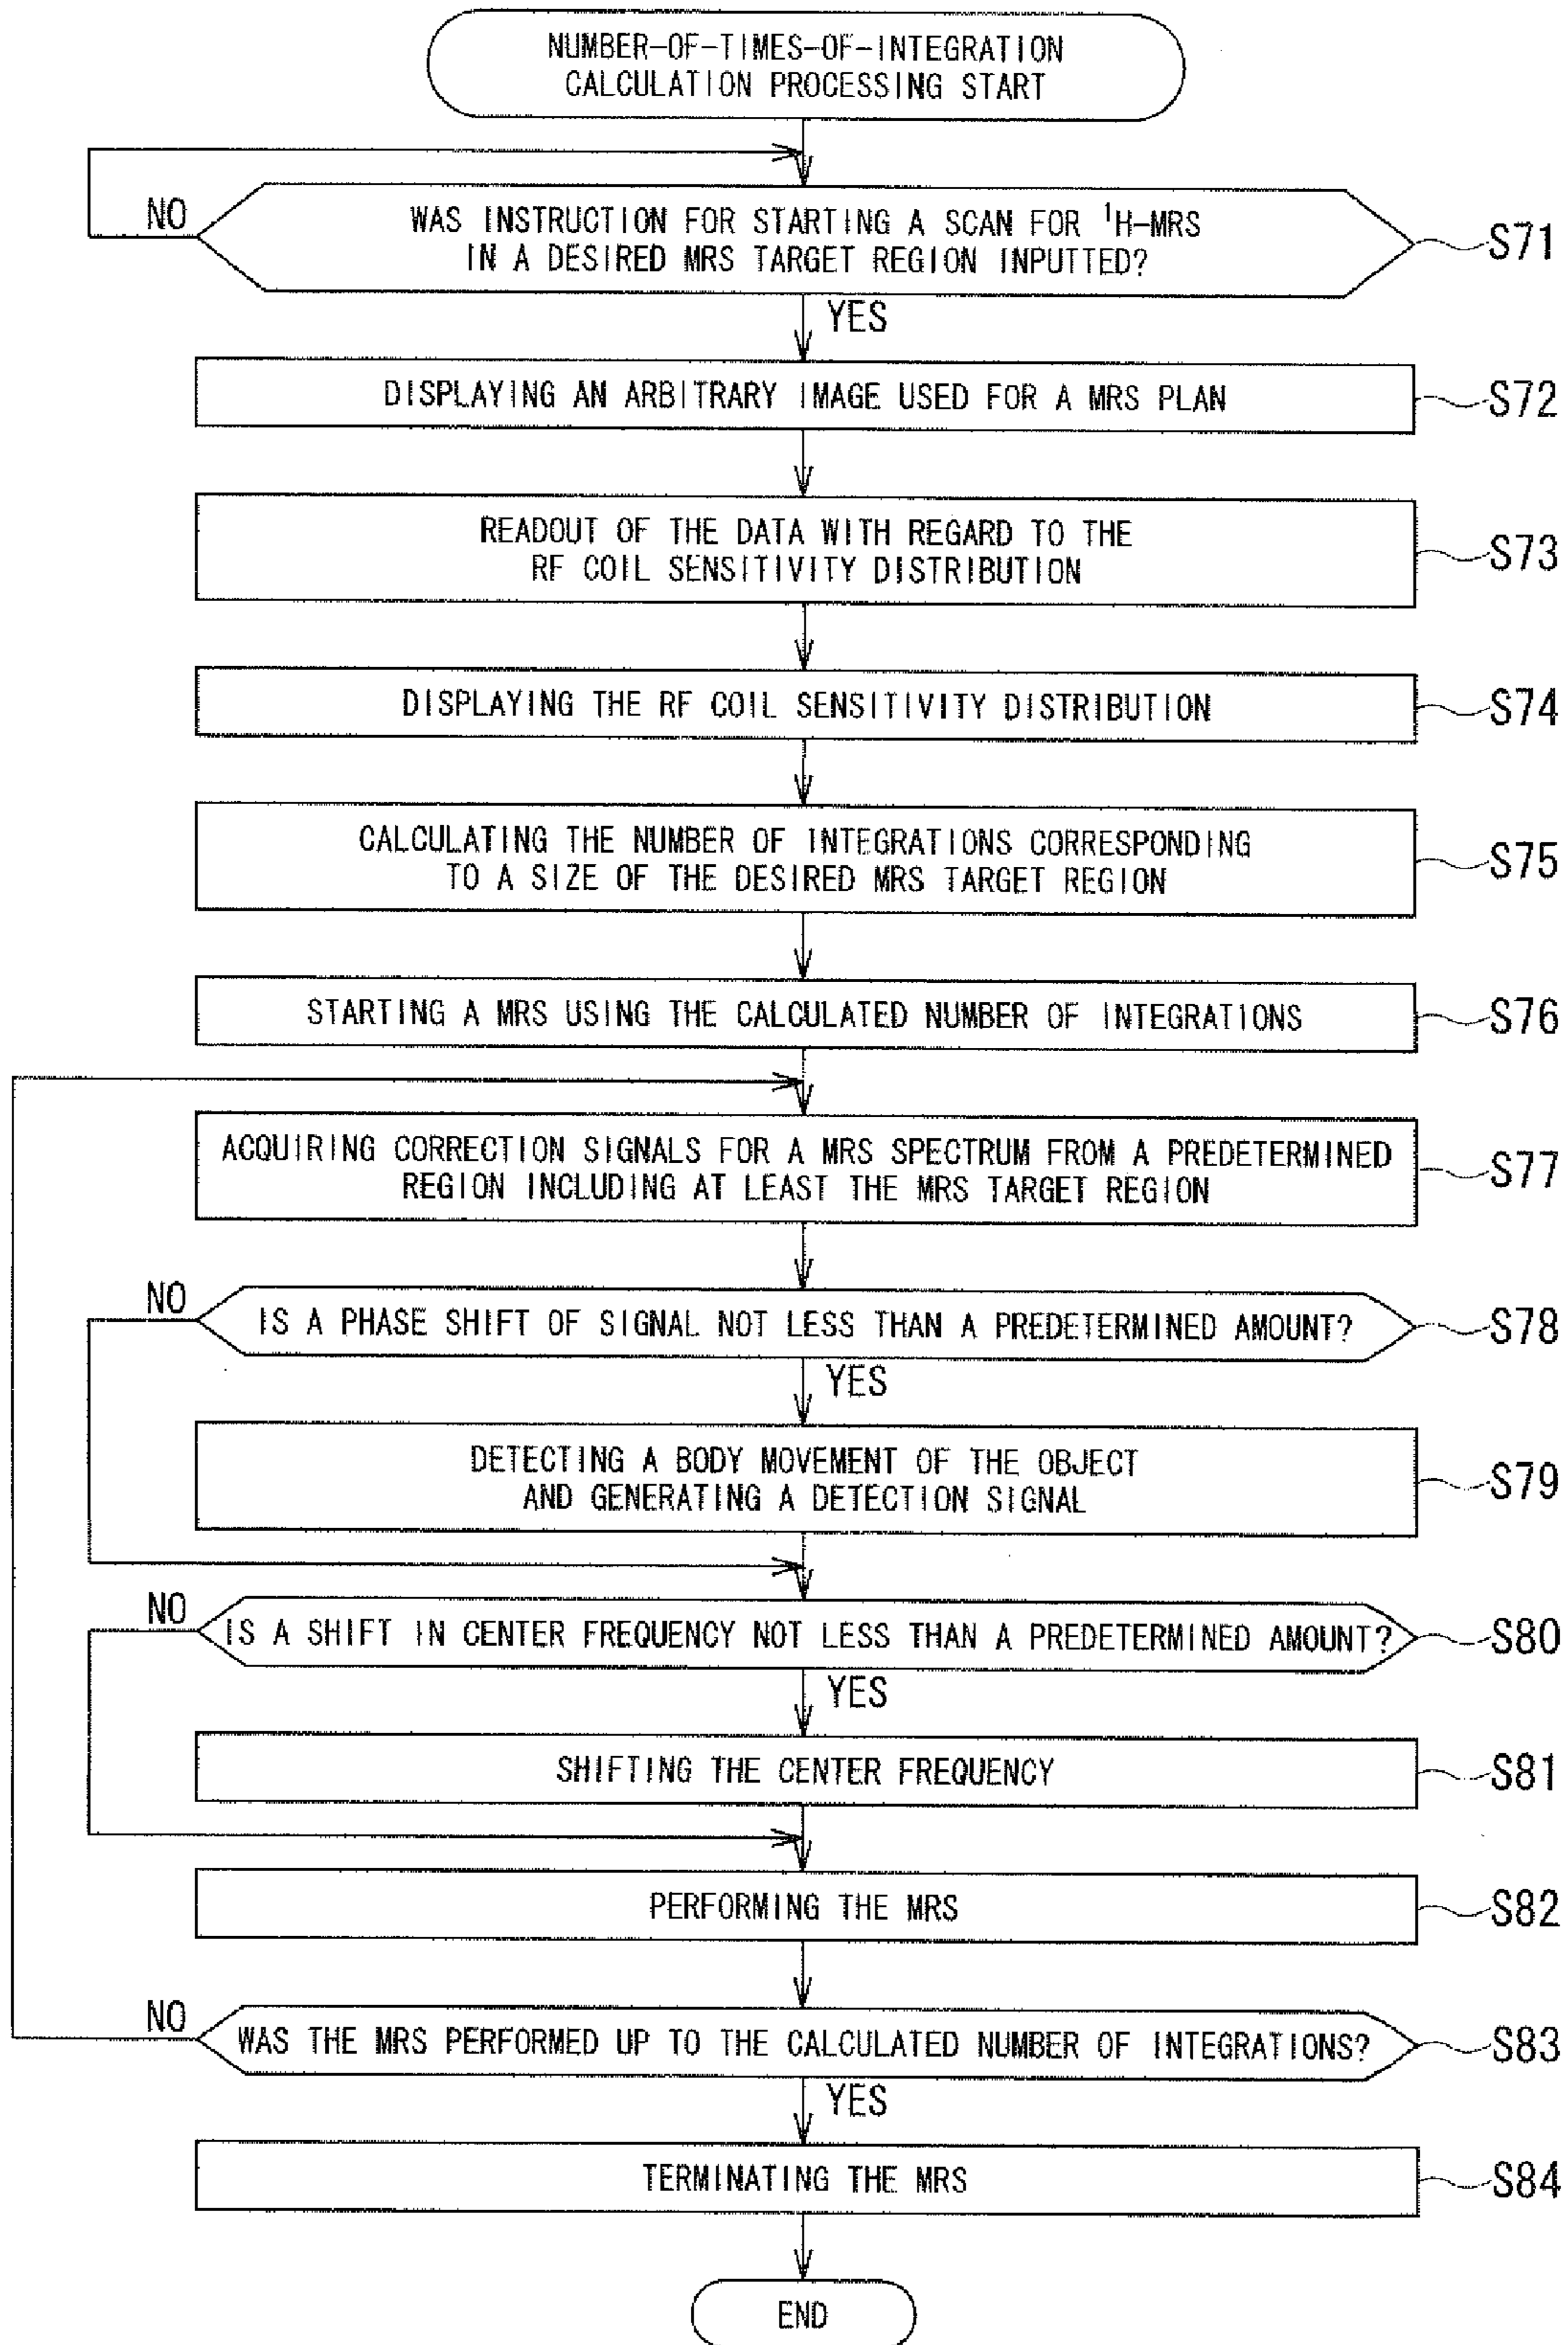 NUMBER-OF-TIMES-OF-INTEGRATION
CALCULATION PROCESSING START
NO
WAS INSTRUCTION FOR STARTING A SCAN FOR ¹H-MRS
IN A DESIRED MRS TARGET REGION INPUTTED?
S71
YES
DISPLAYING AN ARBITRARY IMAGE USED FOR A MRS PLAN
S72
READOUT OF THE DATA WITH REGARD TO THE
RF COIL SENSITIVITY DISTRIBUTION
S73
DISPLAYING THE RF COIL SENSITIVITY DISTRIBUTION
S74
CALCULATING THE NUMBER OF INTEGRATIONS CORRESPONDING
TO A SIZE OF THE DESIRED MRS TARGET REGION
S75
STARTING A MRS USING THE CALCULATED NUMBER OF INTEGRATIONS
S76
ACQUIRING CORRECTION SIGNALS FOR A MRS SPECTRUM FROM A PREDETERMINED
REGION INCLUDING AT LEAST THE MRS TARGET REGION
S77
NO
IS A PHASE SHIFT OF SIGNAL NOT LESS THAN A PREDETERMINED AMOUNT?
S78
YES
DETECTING A BODY MOVEMENT OF THE OBJECT
AND GENERATING A DETECTION SIGNAL
S79
NO
IS A SHIFT IN CENTER FREQUENCY NOT LESS THAN A PREDETERMINED AMOUNT?
S80
YES
SHIFTING THE CENTER FREQUENCY
S81
PERFORMING THE MRS
S82
NO
WAS THE MRS PERFORMED UP TO THE CALCULATED NUMBER OF INTEGRATIONS?
S83
YES
TERMINATING THE MRS
S84
END